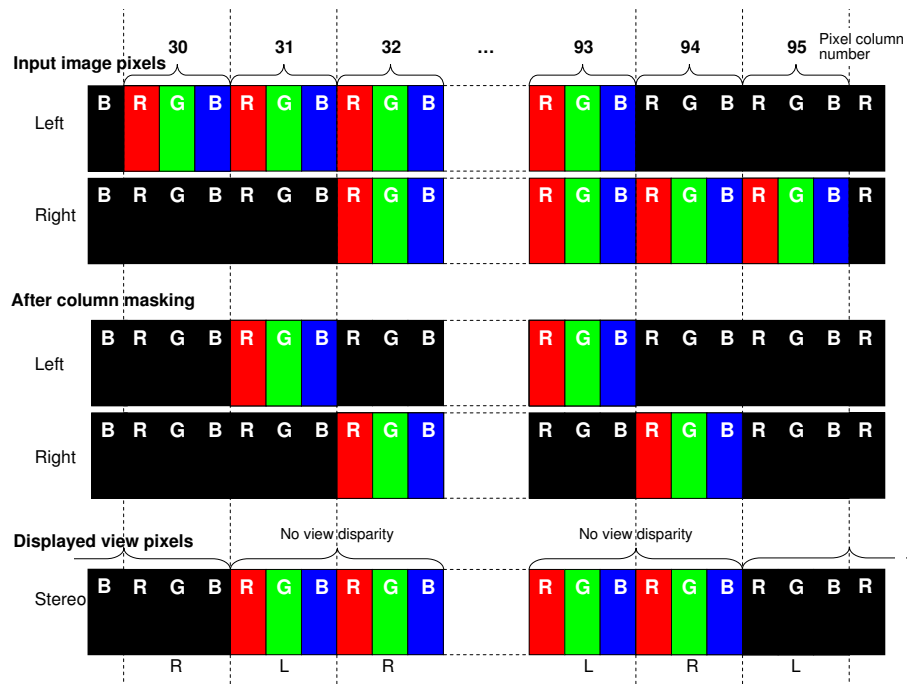 30 31 32 ... 93 94 95 Pixel column number
Input image pixels
Left B R G B R G B R G B R G B R G B R G B R
Right B R G B R G B R G B R G B R G B R G B R
After column masking
Left B R G B R G B R G B R G B R G B R G B R
Right B R G B R G B R G B R G B R G B R G B R
Displayed view pixels No view disparity No view disparity
Stereo B R G B R G B R G B R G B R G B R G B R
R L R L R L